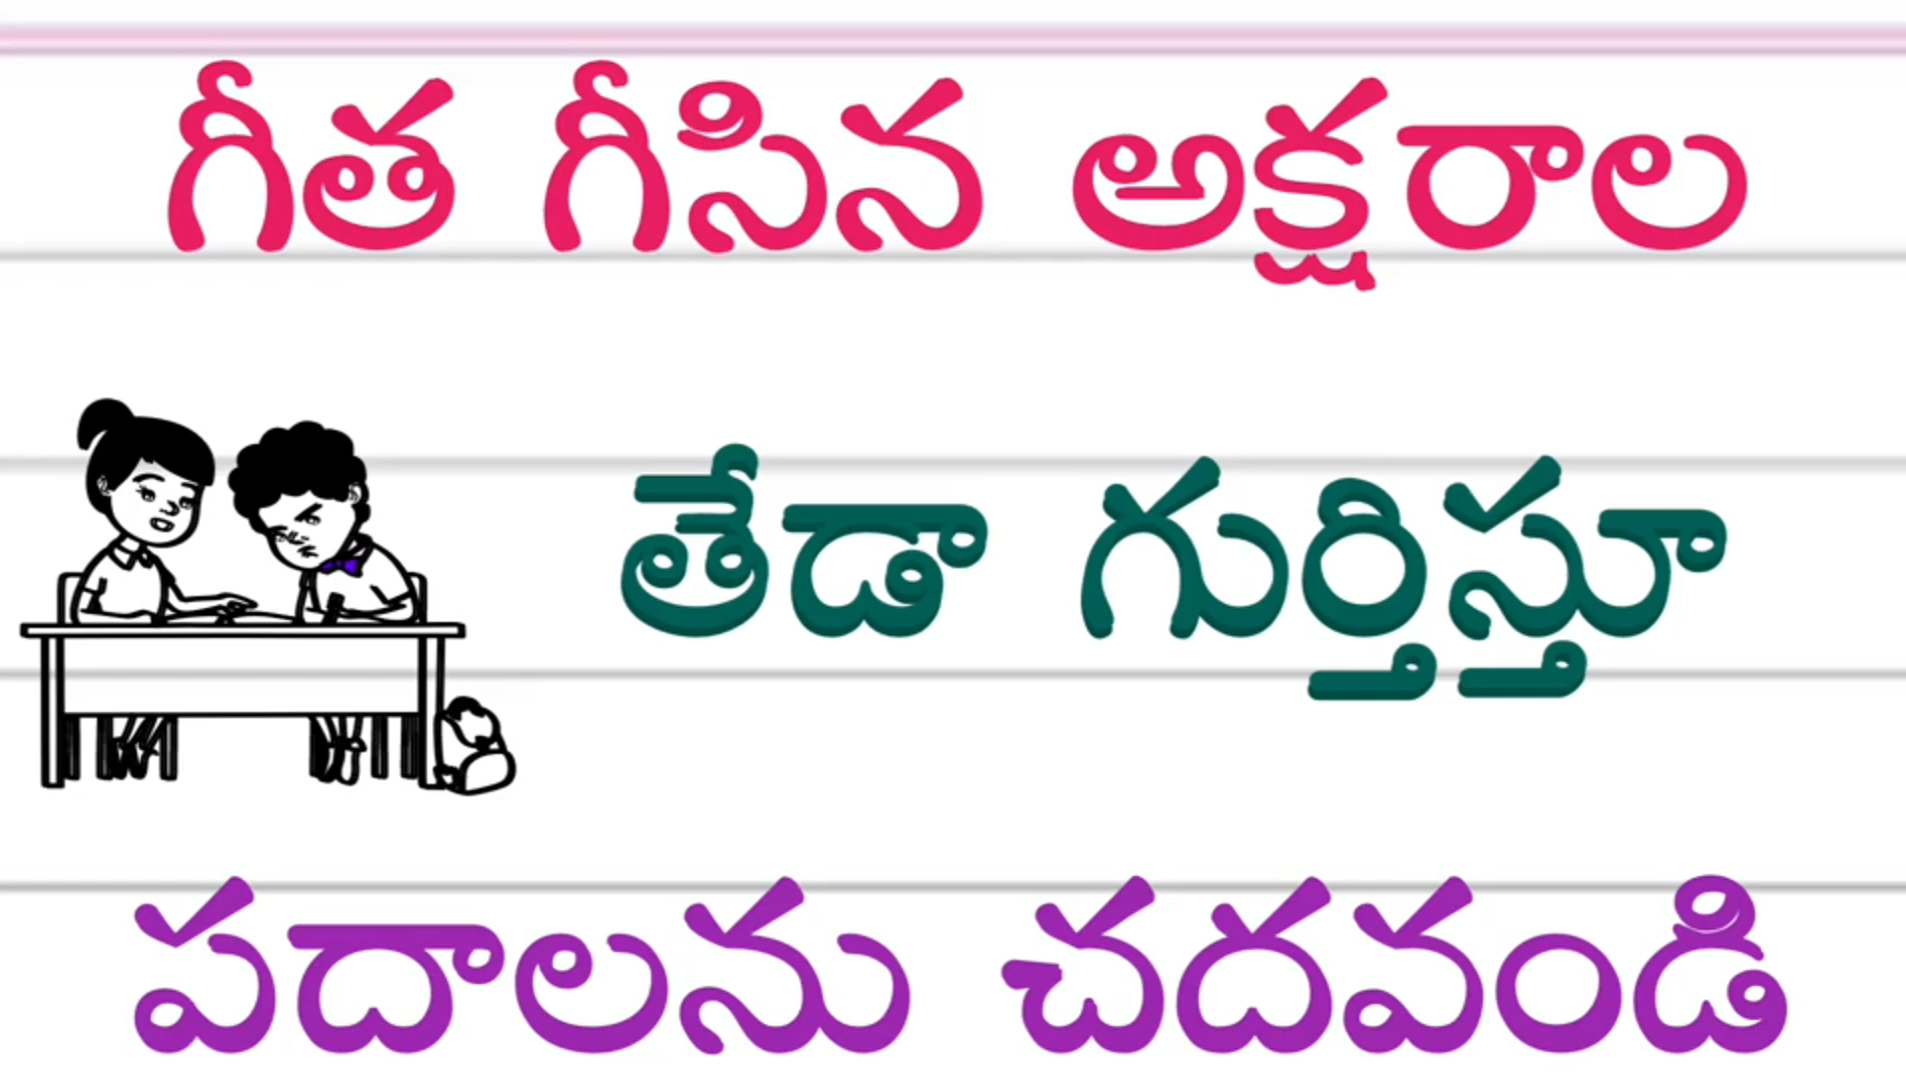 గీత గీసిన అక్షరాల
తేడా గుర్తిస్తూ
పదాలను చదవండి